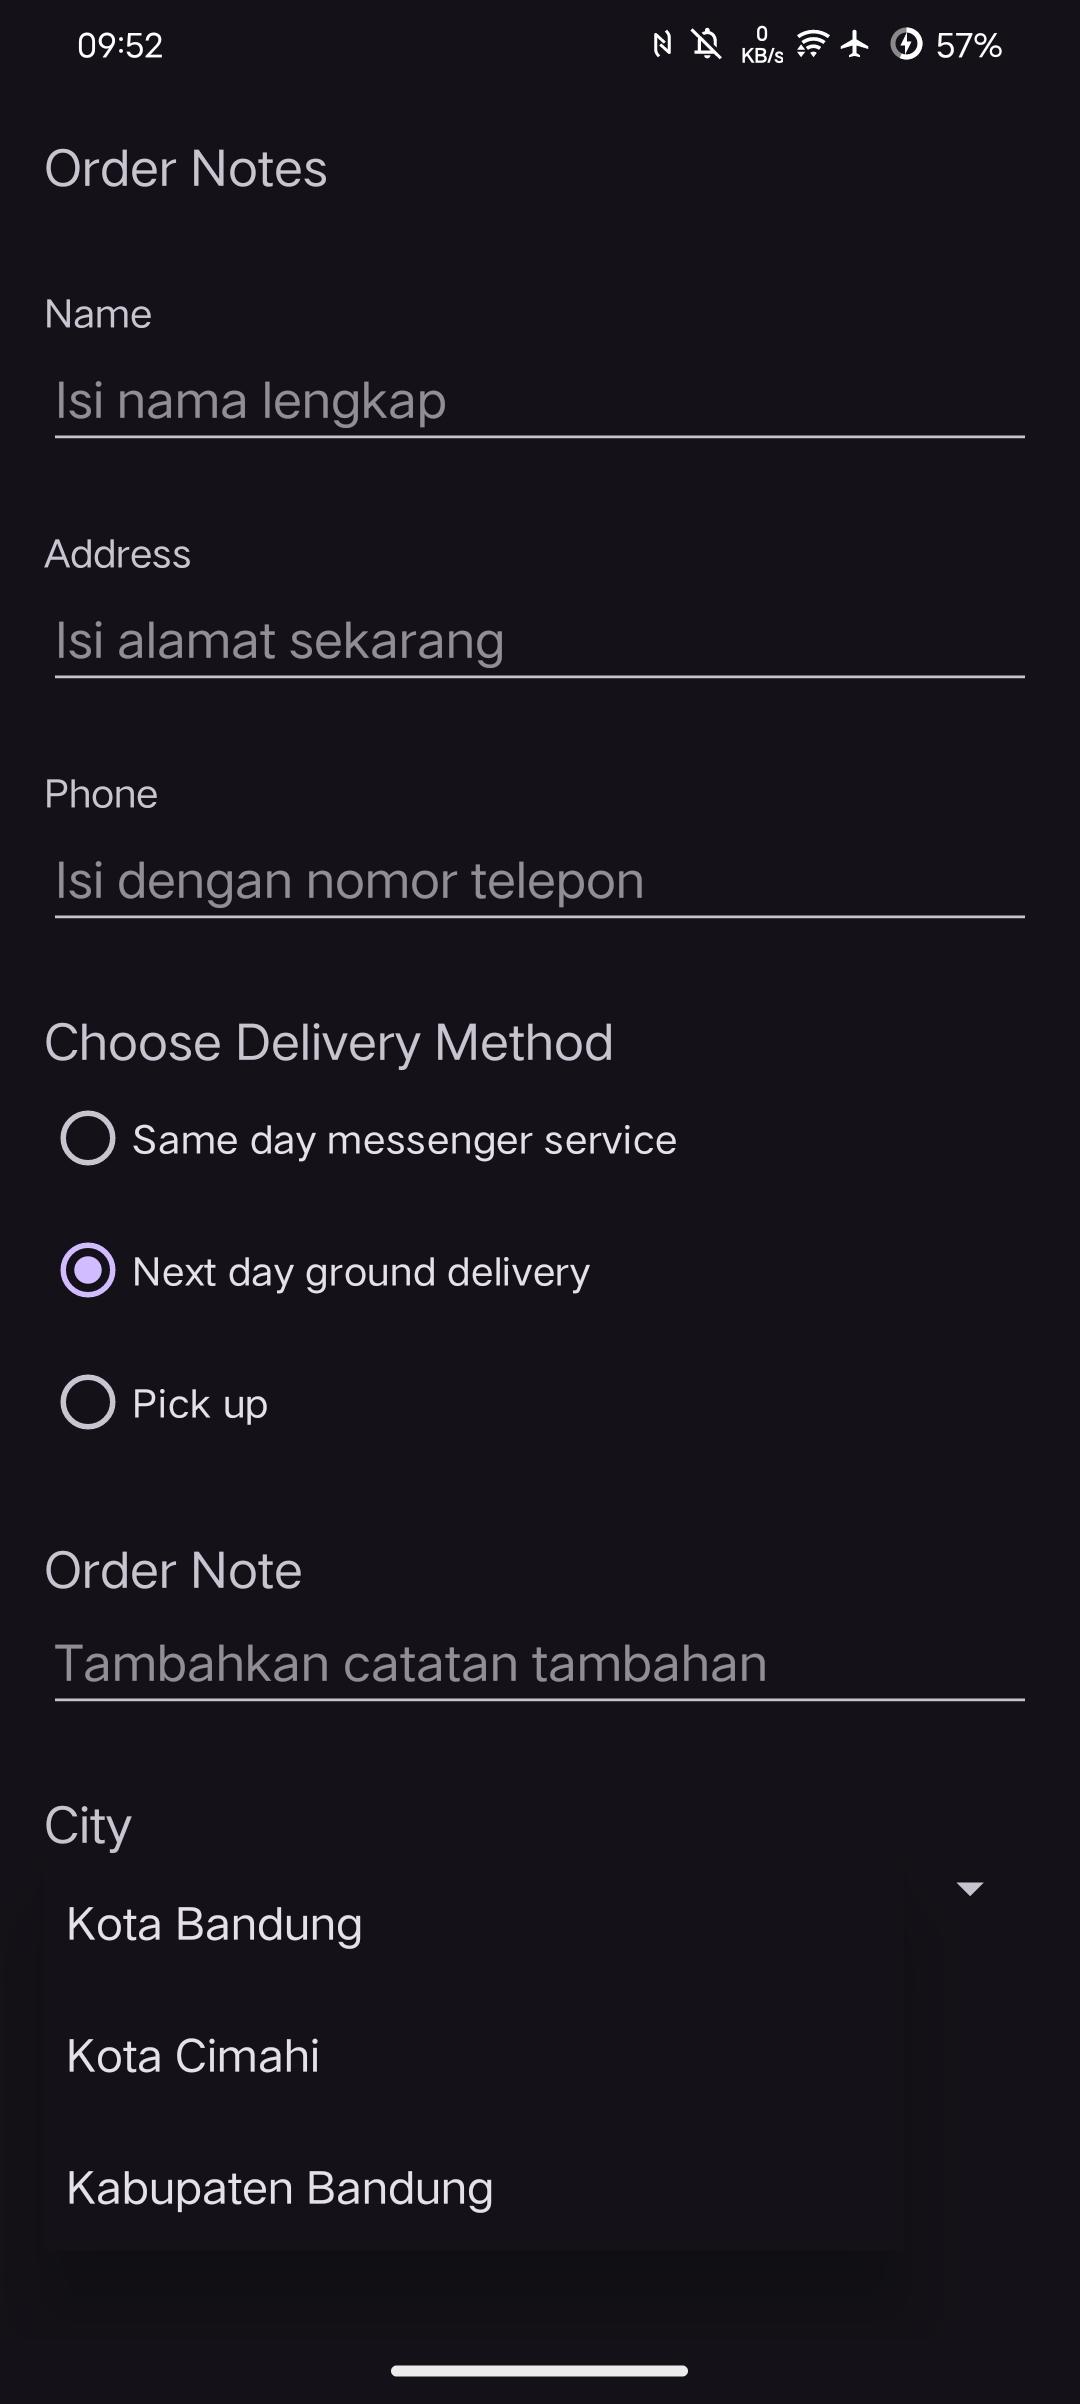 09:52
0
KB/s
57%
Order Notes
Name
Isi nama lengkap
Address
Isi alamat sekarang
Phone
Isi dengan nomor telepon
Choose Delivery Method
Same day messenger service
Next day ground delivery
Pick up
Order Note
Tambahkan catatan tambahan
City
Kota Bandung
Kota Cimahi
Kabupaten Bandung